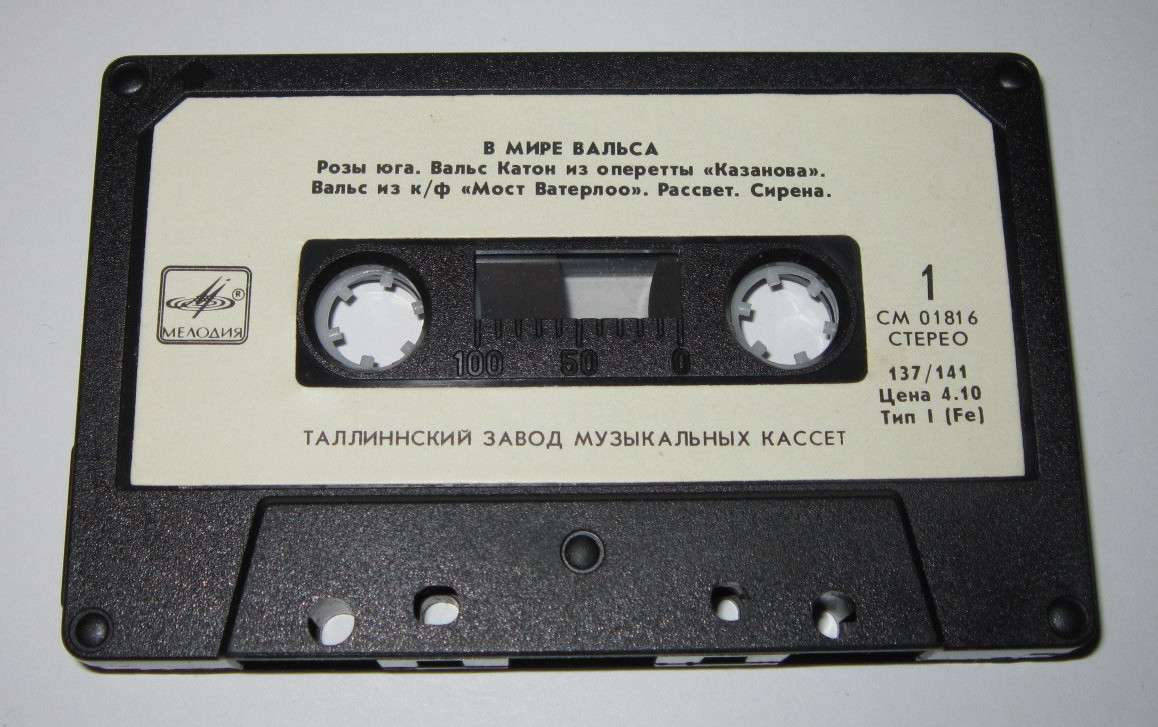 В МИРЕ ВАЛЬСА
Розы юга. Вальс Катон из оперетты «Казанова».
Вальс из к/ф «Мост Ватерлоо». Рассвет. Сирена.
®
МЕЛОДИЯ
1
СМ 01816
СТЕРЕО
137/141
Цена 4.10
Тип I (Fe)
100 50 0
ТАЛЛИННСКИЙ ЗАВОД МУЗЫКАЛЬНЫХ КАССЕТ